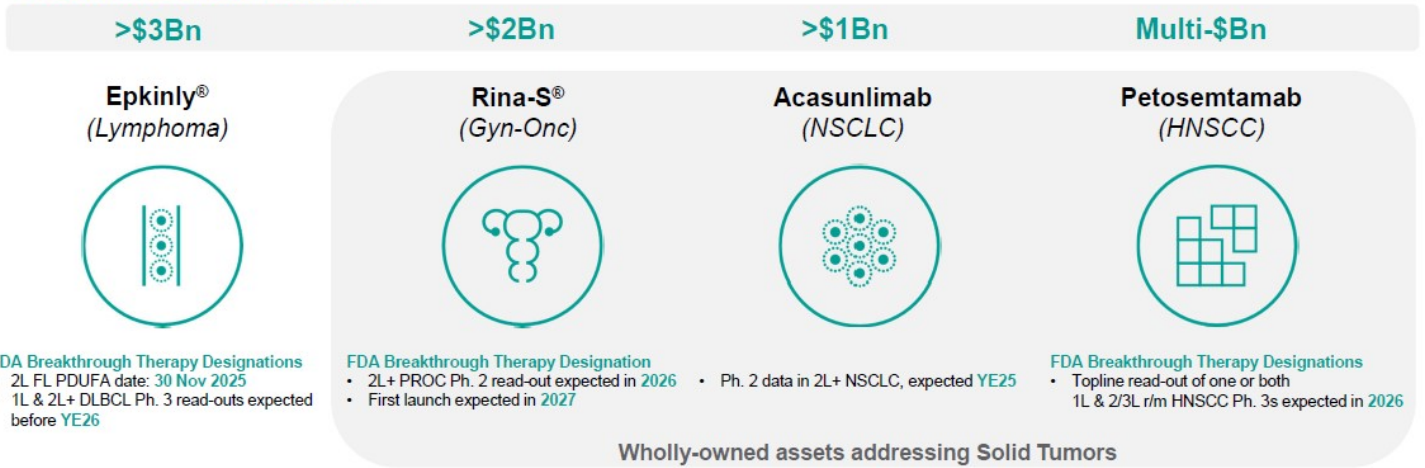 >$3Bn
>$2Bn
>$1Bn
Multi-$Bn
Epkinly®
(Lymphoma)
Rina-S®
(Gyn-Onc)
Acasunlimab
(NSCLC)
Petosemtamab
(HNSCC)
DA Breakthrough Therapy Designations
2L FL PDUFA date: 30 Nov 2025
1L & 2L+ DLBCL Ph. 3 read-outs expected
before YE26
FDA Breakthrough Therapy Designation
• 2L+ PROC Ph. 2 read-out expected in 2026
• First launch expected in 2027
• Ph. 2 data in 2L+ NSCLC, expected YE25
FDA Breakthrough Therapy Designations
• Topline read-out of one or both
1L & 2/3L r/m HNSCC Ph. 3s expected in 2026
Wholly-owned assets addressing Solid Tumors